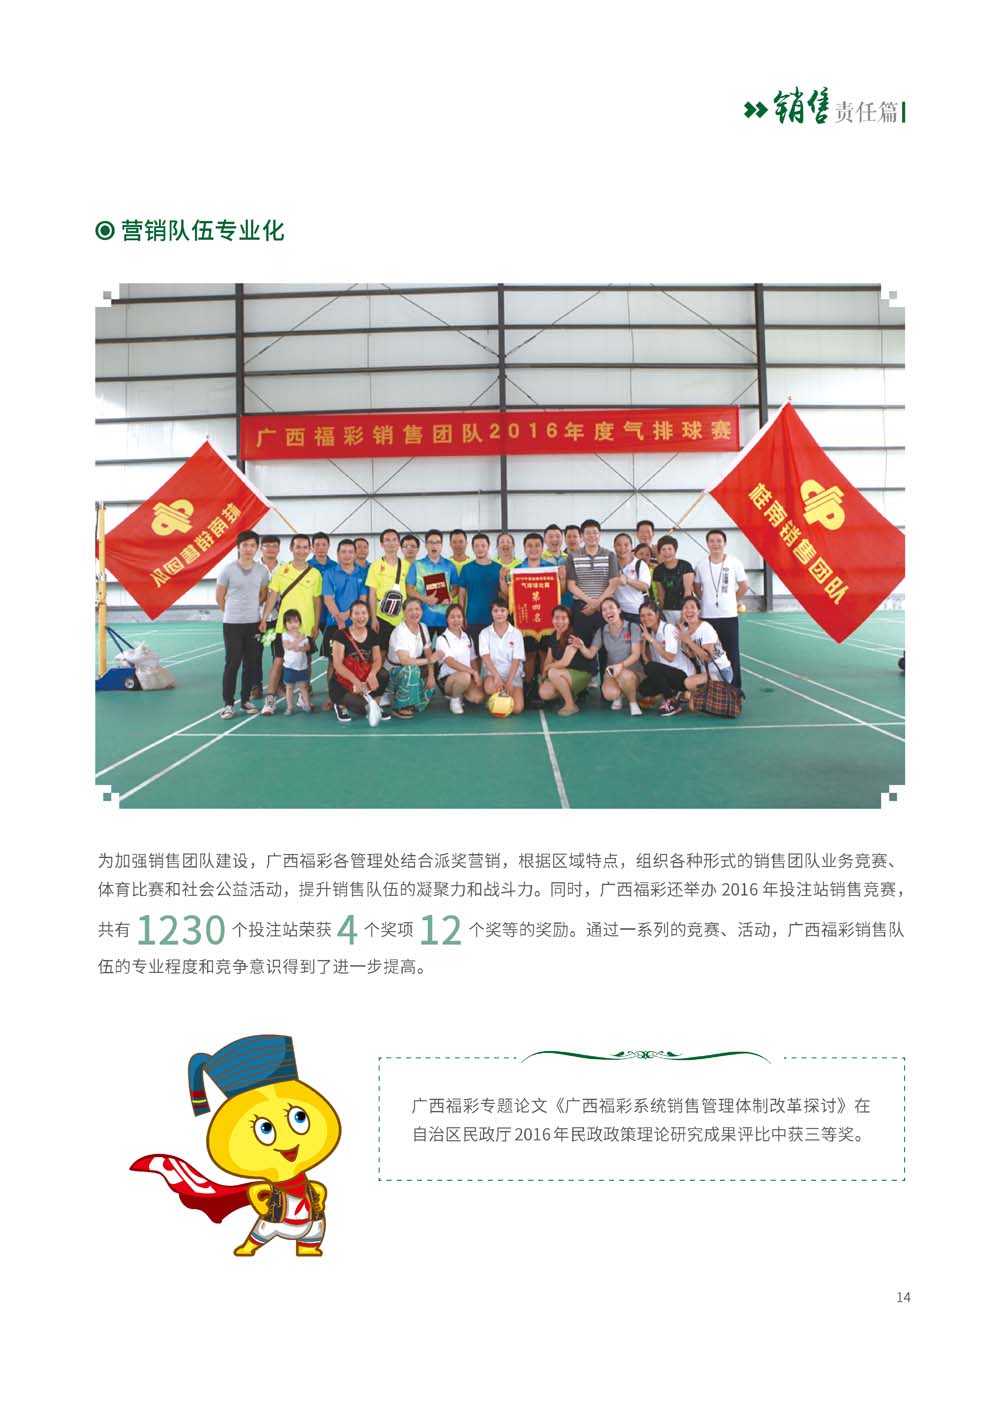 销售责任篇
营销队伍专业化
广西福彩销售团队2016年度气排球赛
桂南销售团队
桂南销售团队
气排球比赛
第四名
为加强销售团队建设，广西福彩各管理处结合派奖营销，根据区域特点，组织各种形式的销售团队业务竞赛、
体育比赛和社会公益活动，提升销售队伍的凝聚力和战斗力。同时，广西福彩还举办 2016 年投注站销售竞赛，
共有 1230 个投注站荣获 4 个奖项 12 个奖等的奖励。通过一系列的竞赛、活动，广西福彩销售队
伍的专业程度和竞争意识得到了进一步提高。
广西福彩专题论文《广西福彩系统销售管理体制改革探讨》在
自治区民政厅 2016 年民政政策理论研究成果评比中获三等奖。
14